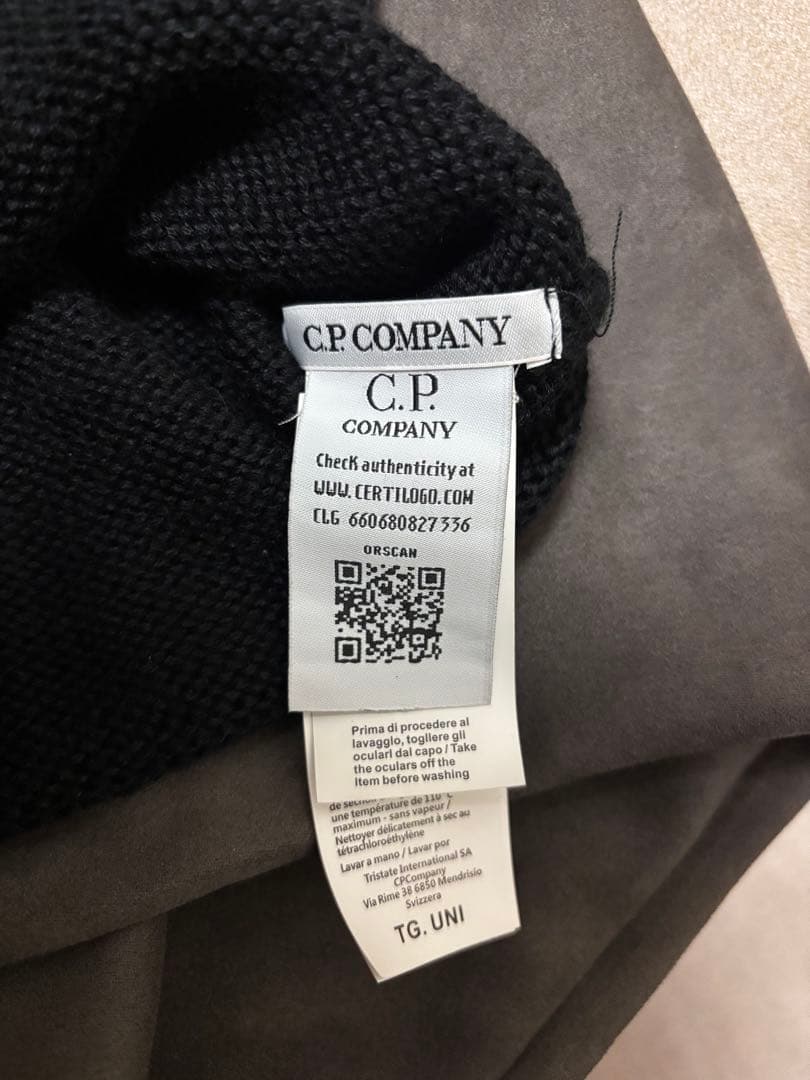 C.P. COMPANY
C.P.
COMPANY
Check authenticity at
WWW.CERTILOGO.COM
CLG 660680827336
ORSCAN
Prima di procedere al
lavaggio, togliere gli
oculari dal capo / Take
the oculars off the
Item before washing
une température de 110°C
maximum - sans vapeur /
Nettoyer délicatement à sec au
tétrachloroéthylène
Lavar a mano / Lavar por
Tristate International SA
CPCompany
Via Rime 38 6850 Mendrisio
Svizzera
TG. UNI